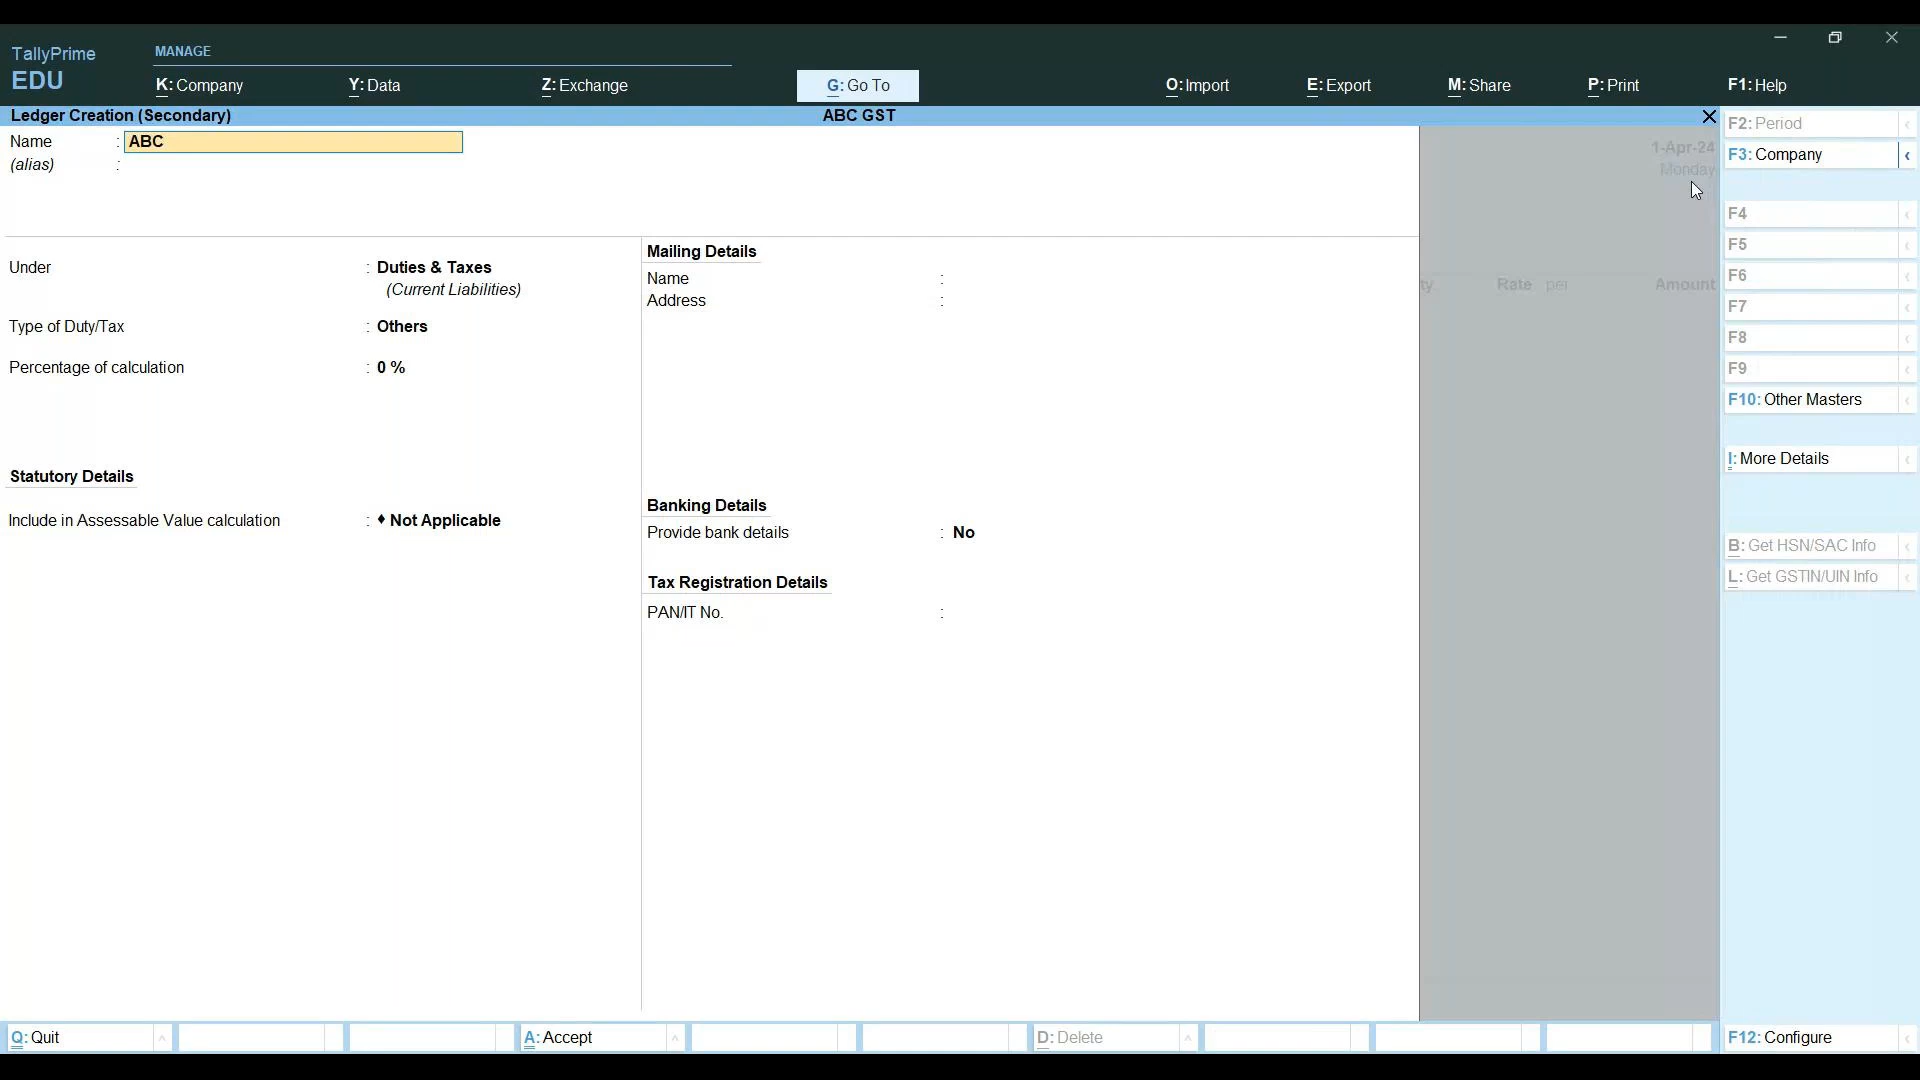 TallyPrime
EDU
MANAGE
K: Company
Y: Data
Z: Exchange
G: Go To
O: Import
E: Export
M: Share
P: Print
F1: Help
Ledger Creation (Secondary)
ABC GST
Name : ABC
(alias) :
1-Apr-24
Monday
Under : Duties & Taxes
(Current Liabilities)
Type of Duty/Tax : Others
Percentage of calculation : 0 %
Statutory Details
Include in Assessable Value calculation : ♦ Not Applicable
Mailing Details
Name :
Address :
Banking Details
Provide bank details : No
Tax Registration Details
PAN/IT No. :
ty Rate per Amount
F2: Period
F3: Company
F4
F5
F6
F7
F8
F9
F10: Other Masters
I: More Details
B: Get HSN/SAC Info
L: Get GSTIN/UIN Info
Q: Quit
A: Accept
D: Delete
F12: Configure